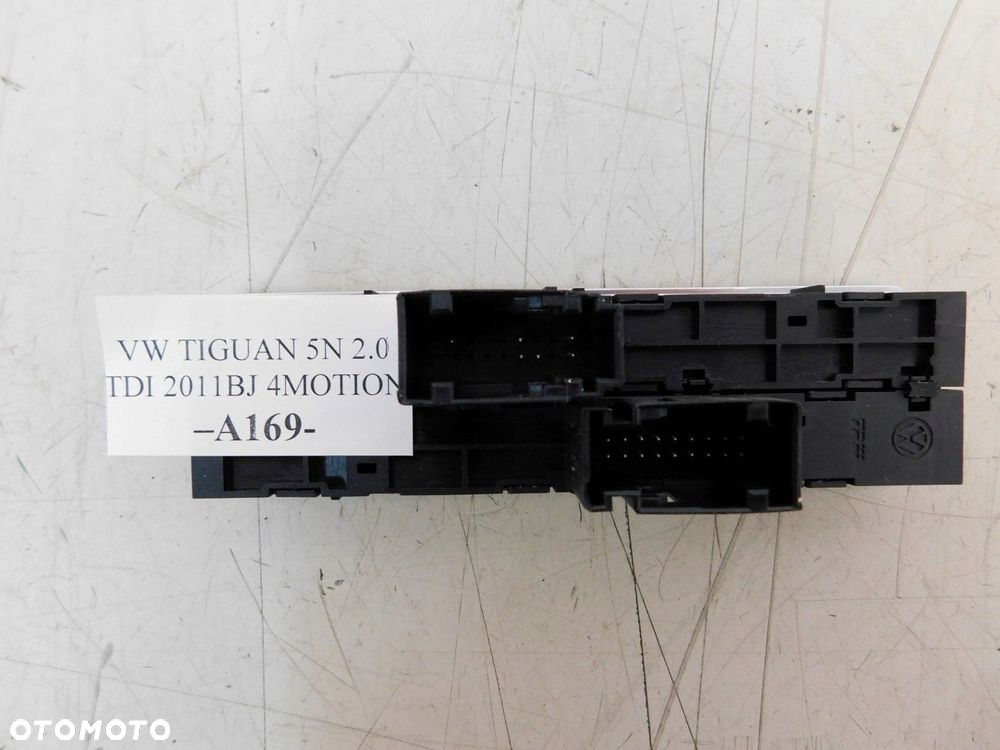 VW TIGUAN 5N 2.0
TDI 2011BJ 4MOTION
–A169-
OTOMOTO